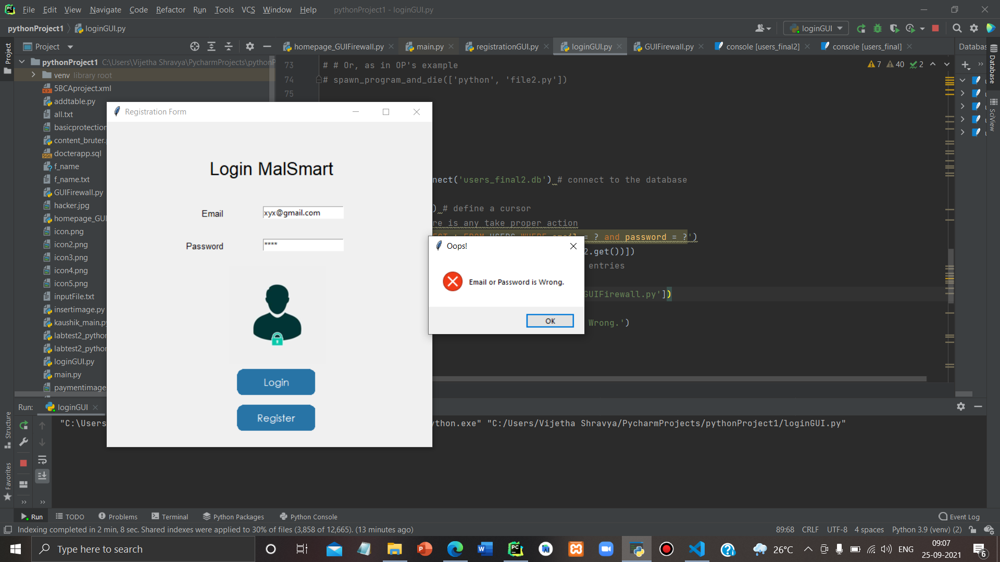 File Edit View Navigate Code Refactor Run Tools VCS Window Help pythonProject1 - loginGUI.py
pythonProject1 loginGUI.py loginGUI
Project homepage_GUIFirewall.py main.py registrationGUI.py loginGUI.py GUIFirewall.py console [users_final2] console [users_final] Databas
Project
Database
SciView
pythonProject1 C:\Users\Vijetha Shravya\PycharmProjects\pythonP
venv library root
5BCAproject.xml
addtable.py
all.txt
basicprotection
content_bruter.
docterapp.sql
f_name
f_name.txt
GUIFirewall.py
hacker.jpg
homepage_GUI
icon.png
icon2.png
icon3.png
icon4.png
icon5.png
inputFile.txt
insertimage.py
kaushik_main.py
labtest2_python
labtest2_python
loginGUI.py
main.py
paymentimage
73 # # Or, as in OP's example
74 # spawn_program_and_die(['python', 'file2.py'])
75
7 40 2
nect('users_final2.db') # connect to the database
) # define a cursor
re is any take proper action
= ? and password = ?')
2.get())])
entries
GUIFirewall.py'])
Wrong.')
Registration Form
Login MalSmart
Email xyx@gmail.com
Password ****
Login
Register
Oops!
Email or Password is Wrong.
OK
Run: loginGUI
"C:\Users ython.exe" "C:/Users/Vijetha Shravya/PycharmProjects/pythonProject1/loginGUI.py"
Structure
Favorites
Run TODO Problems Terminal Python Packages Python Console Event Log
Indexing completed in 2 min, 8 sec. Shared indexes were applied to 30% of files (3,858 of 12,665). (13 minutes ago) 89:68 CRLF UTF-8 4 spaces Python 3.9 (venv) (2)
Type here to search 26°C ENG 09:07
25-09-2021
6